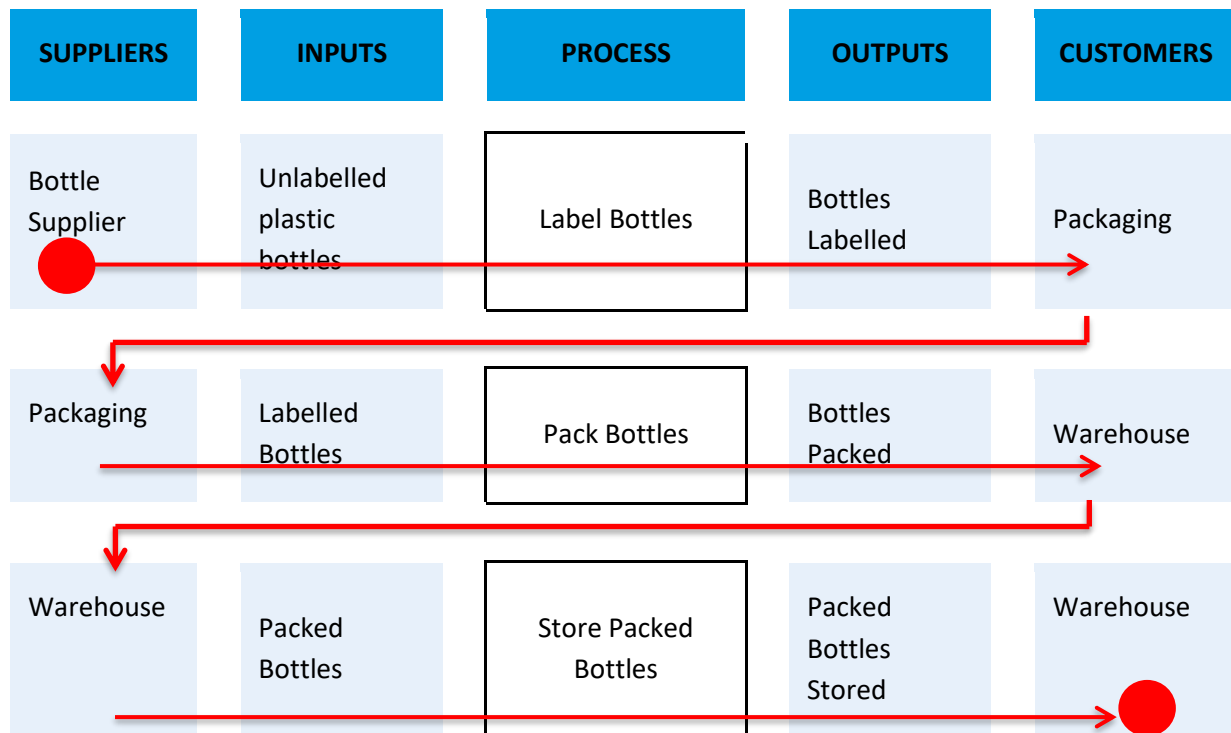 SUPPLIERS
INPUTS
PROCESS
OUTPUTS
CUSTOMERS
Bottle
Supplier
Unlabelled
plastic
bottles
Label Bottles
Bottles
Labelled
Packaging
Packaging
Labelled
Bottles
Pack Bottles
Bottles
Packed
Warehouse
Warehouse
Packed
Bottles
Store Packed
Bottles
Packed
Bottles
Stored
Warehouse